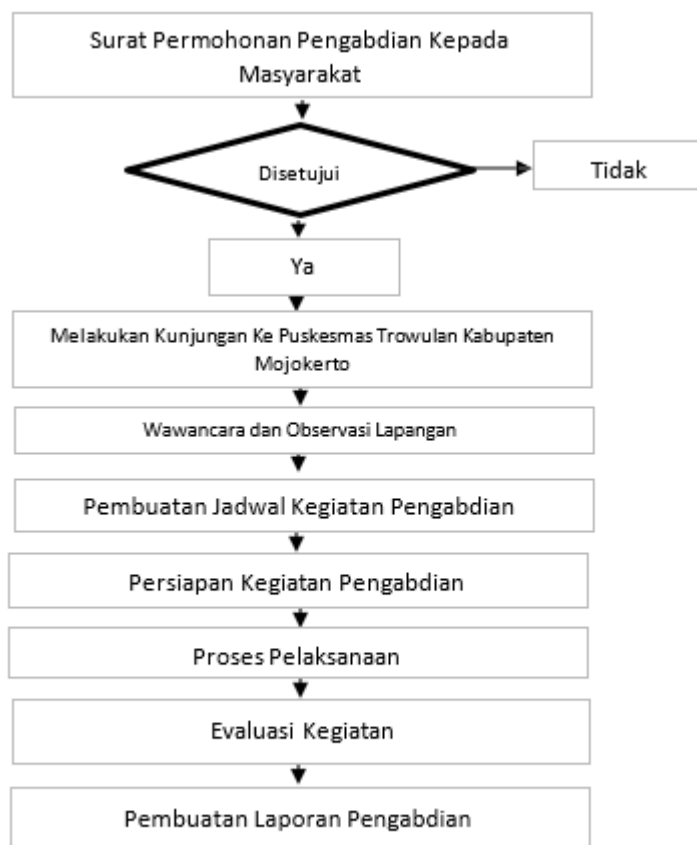 Surat Permohonan Pengabdian Kepada
Masyarakat
Disetujui
Tidak
Ya
Melakukan Kunjungan Ke Puskesmas Trowulan Kabupaten
Mojokerto
Wawancara dan Observasi Lapangan
Pembuatan Jadwal Kegiatan Pengabdian
Persiapan Kegiatan Pengabdian
Proses Pelaksanaan
Evaluasi Kegiatan
Pembuatan Laporan Pengabdian